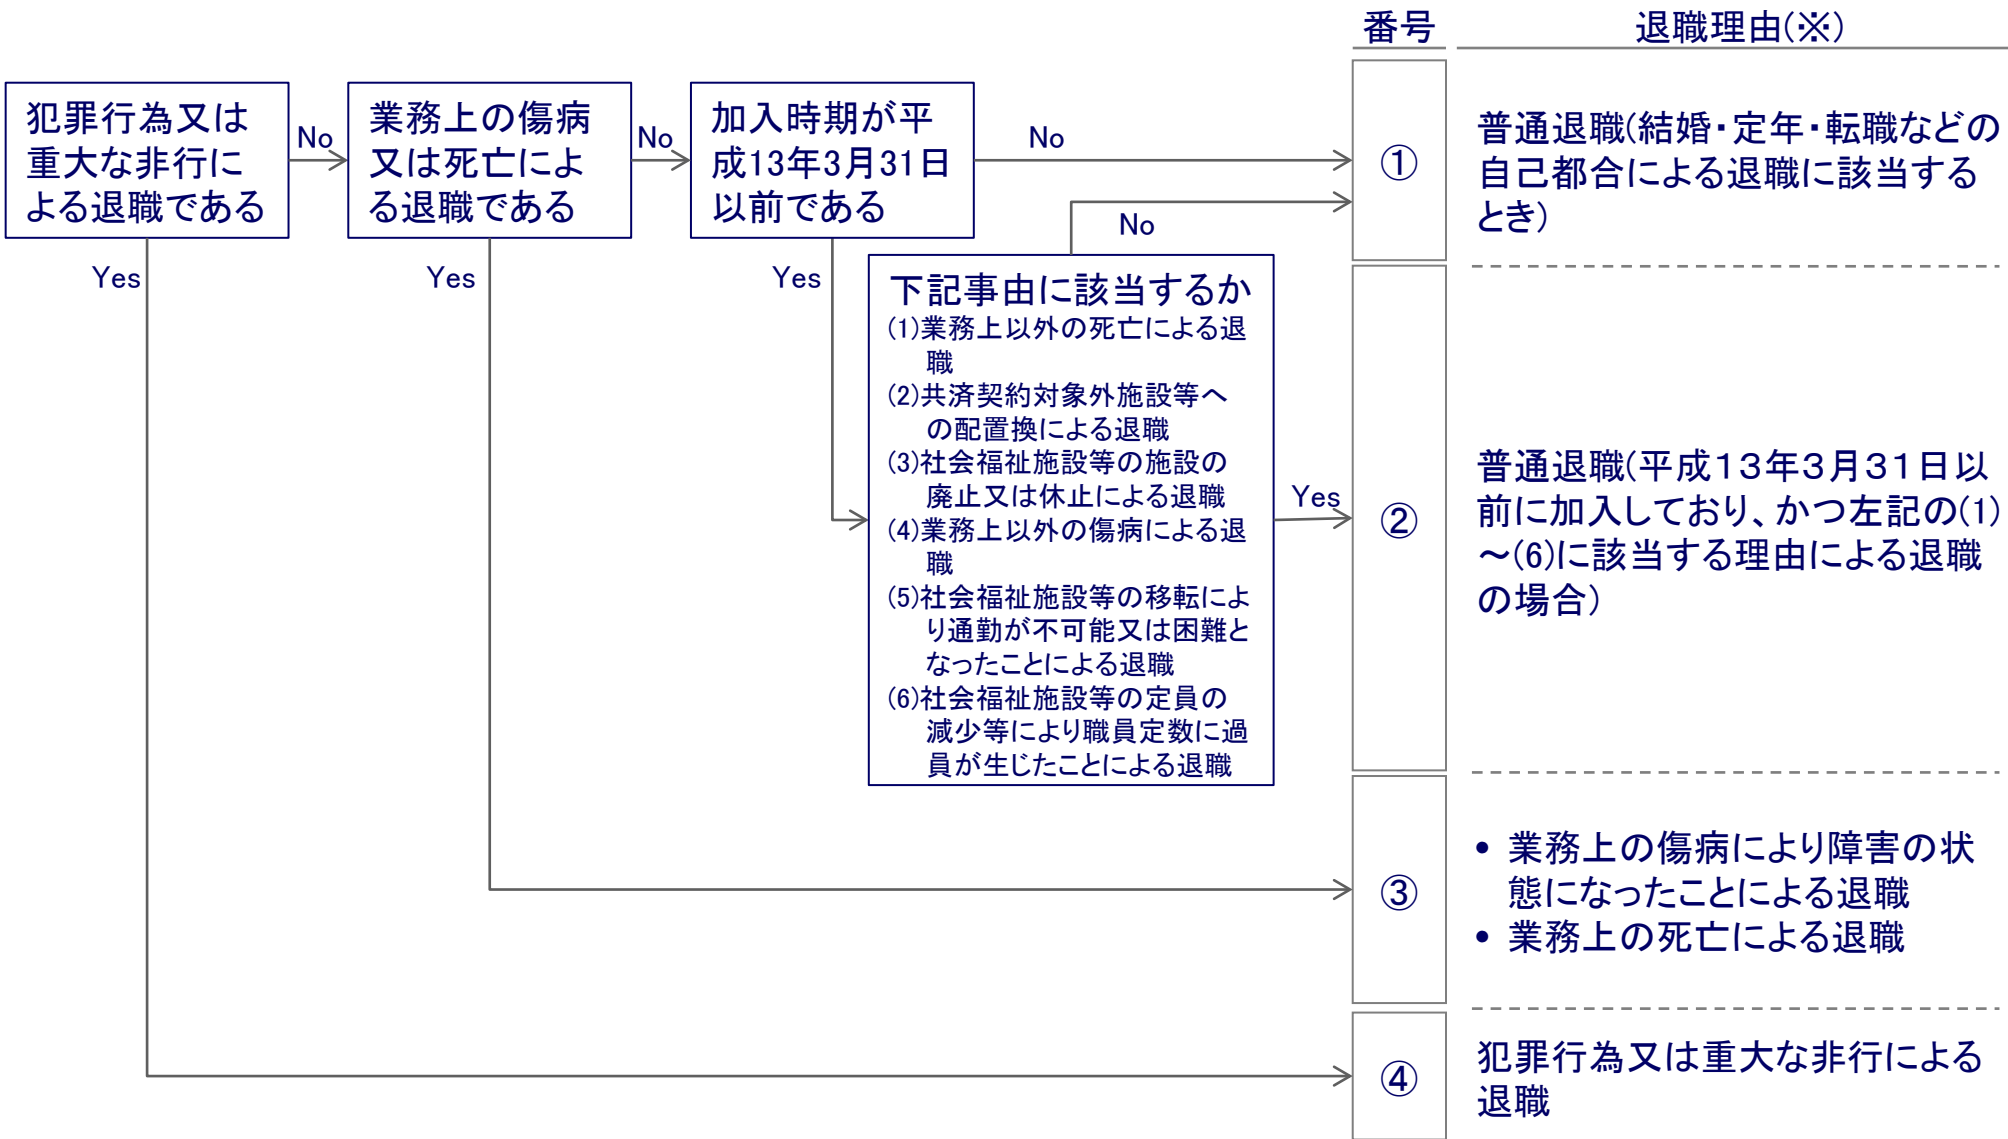 番号
退職理由(※)
犯罪行為又は
重大な非行に
よる退職である
No
業務上の傷病
又は死亡によ
る退職である
No
加入時期が平
成13年3月31日
以前である
No
①
普通退職(結婚・定年・転職などの
自己都合による退職に該当する
とき)
No
Yes
Yes
Yes
下記事由に該当するか
(1)業務上以外の死亡による退
職
(2)共済契約対象外施設等へ
の配置換による退職
(3)社会福祉施設等の施設の
廃止又は休止による退職
(4)業務上以外の傷病による退
職
(5)社会福祉施設等の移転によ
り通勤が不可能又は困難と
なったことによる退職
(6)社会福祉施設等の定員の
減少等により職員定数に過
員が生じたことによる退職
Yes
②
普通退職(平成13年3月31日以
前に加入しており、かつ左記の(1)
～(6)に該当する理由による退職
の場合)
③
• 業務上の傷病により障害の状
態になったことによる退職
• 業務上の死亡による退職
④
犯罪行為又は重大な非行による
退職